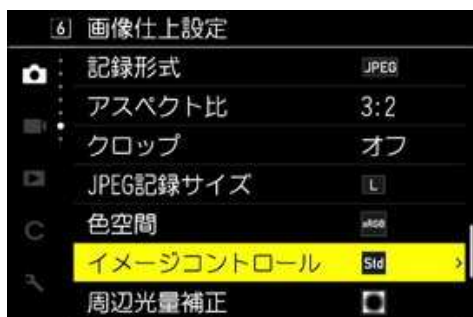 6 画像仕上設定
記録形式 JPEG
アスペクト比 3:2
クロップ オフ
JPEG記録サイズ L
色空間 sRGB
イメージコントロール Std
C
周辺光量補正